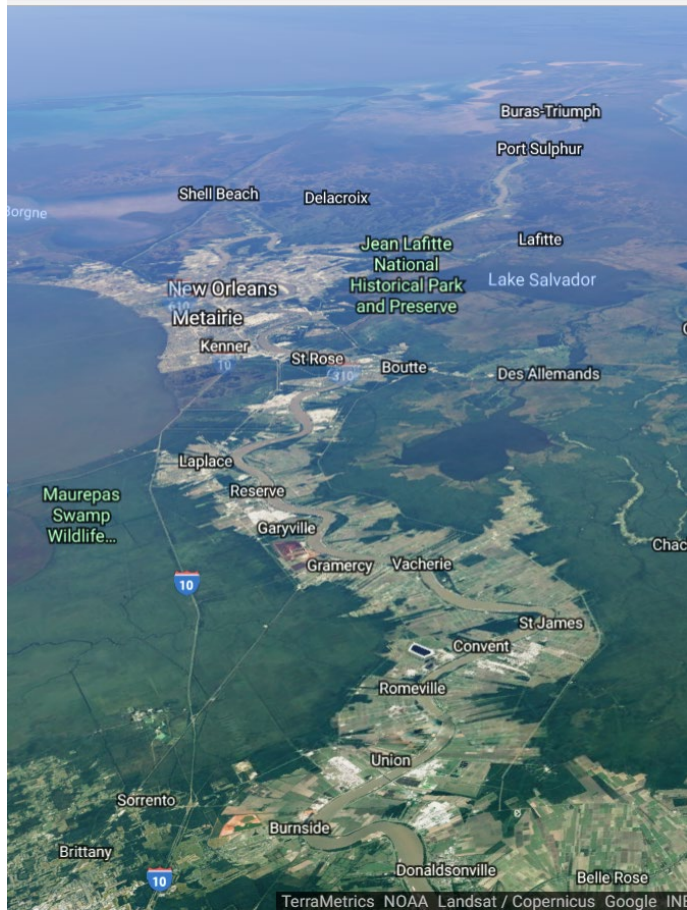 Buras-Triumph
Port Sulphur
Shell Beach
Delacroix
Borgne
Jean Lafitte
National
Historical Park
and Preserve
Lafitte
Lake Salvador
New Orleans
610
Metairie
Kenner
10
St Rose
310
Boutte
Des Allemands
Laplace
Reserve
Maurepas
Swamp
Wildlife...
Garyville
Gramercy
Vacherie
10
St James
Convent
Romeville
Union
Sorrento
Burnside
Brittany
10
Donaldsonville
Belle Rose
TerraMetrics NOAA Landsat / Copernicus Google